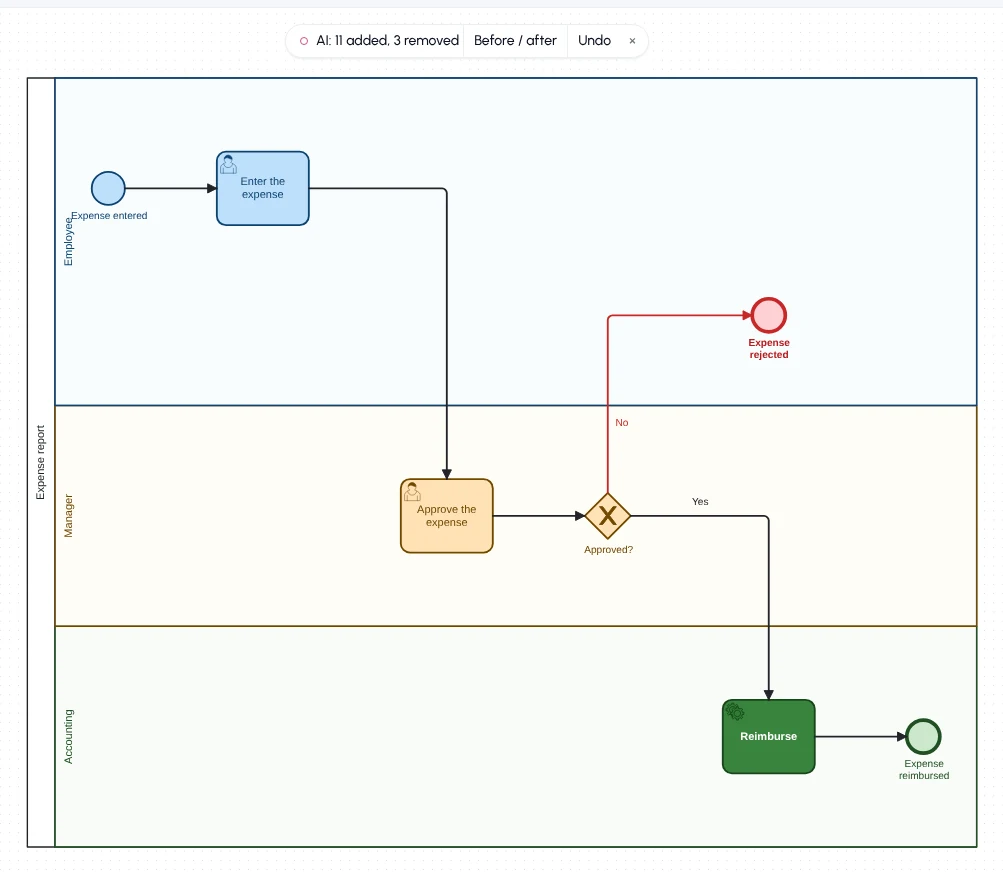 AI: 11 added, 3 removed
Before / after
Undo
×
Expense report
Employee
Expense entered
Enter the
expense
Expense
rejected
Manager
No
Approve the
expense
Approved?
Yes
Accounting
Reimburse
Expense
reimbursed